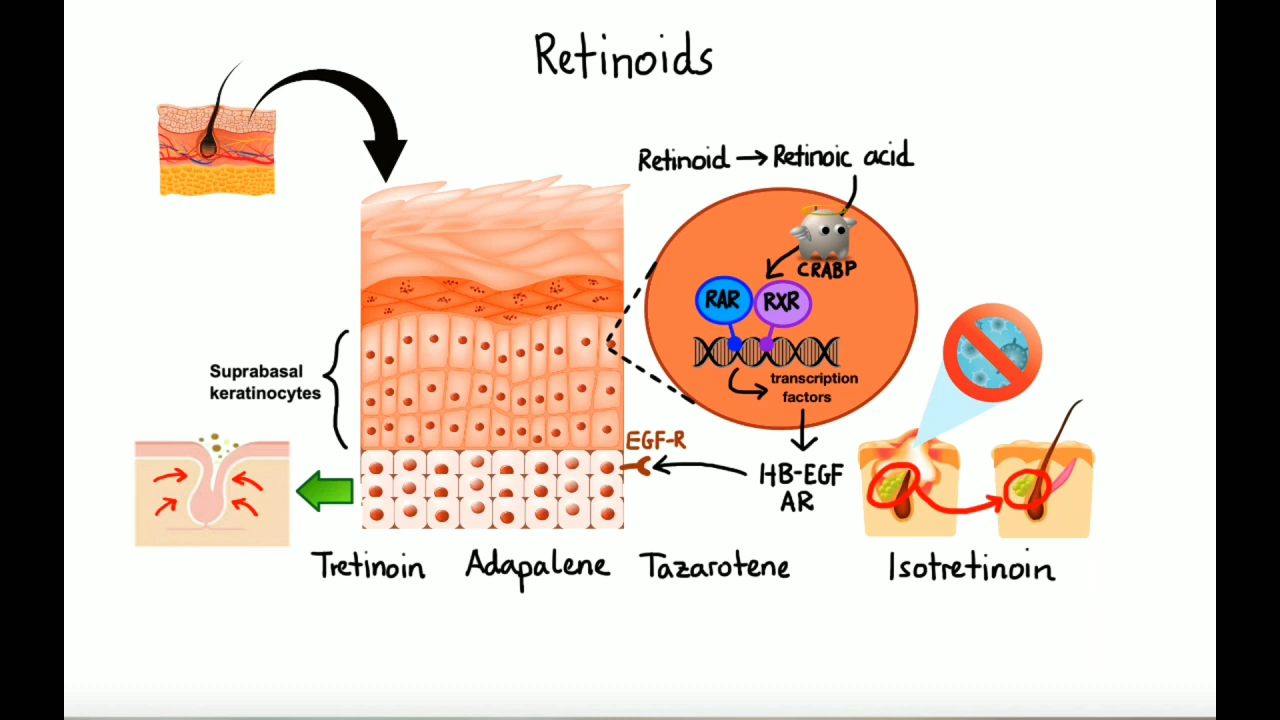 Retinoids
Retinoid → Retinoic acid
CRABP
RAR
RXR
transcription
factors
Suprabasal
keratinocytes
EGF-R
HB-EGF
AR
Tretinoin
Adapalene
Tazarotene
Isotretinoin